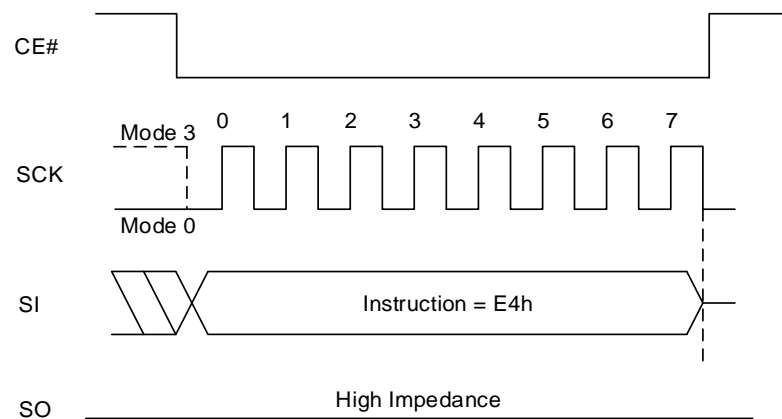 CE#
0 1 2 3 4 5 6 7
Mode 3
SCK
Mode 0
SI
Instruction = E4h
High Impedance
SO